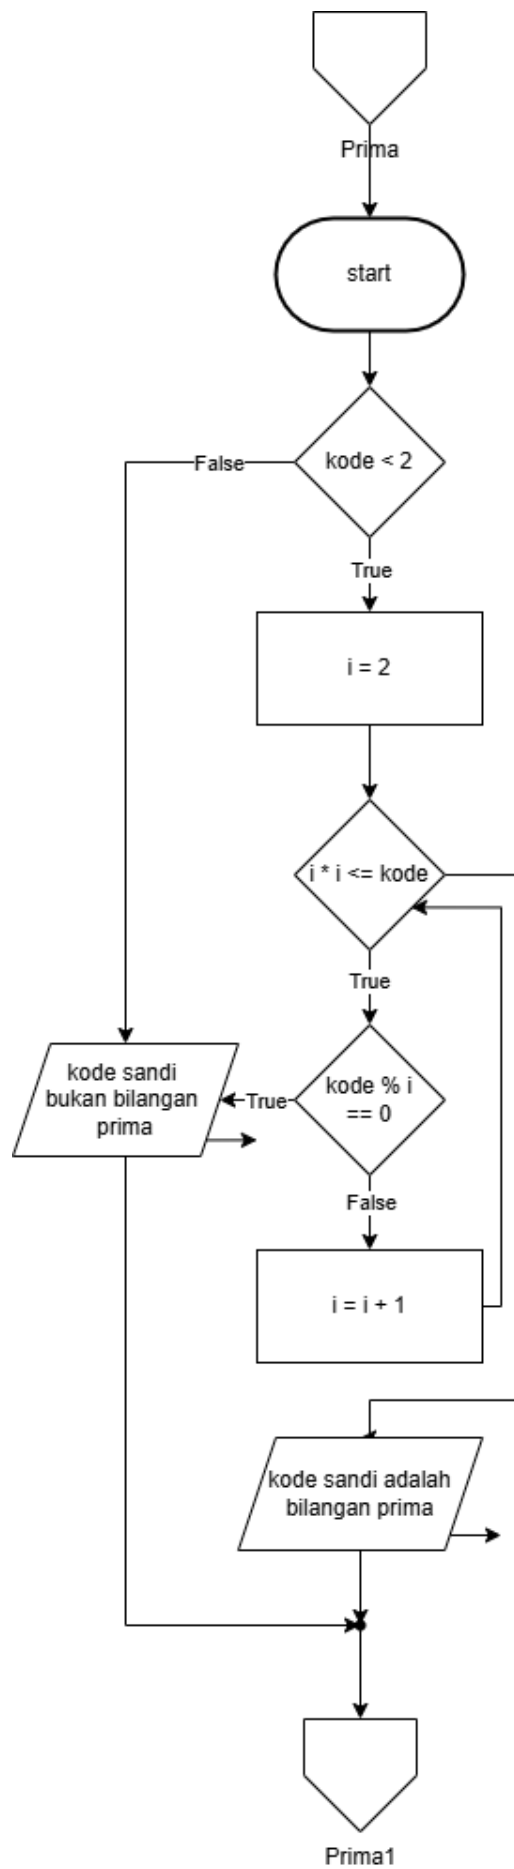 Prima
start
kode < 2
False
True
i = 2
i * i <= kode
True
kode sandi
bukan bilangan
prima
True
kode % i
== 0
False
i = i + 1
kode sandi adalah
bilangan prima
Prima1